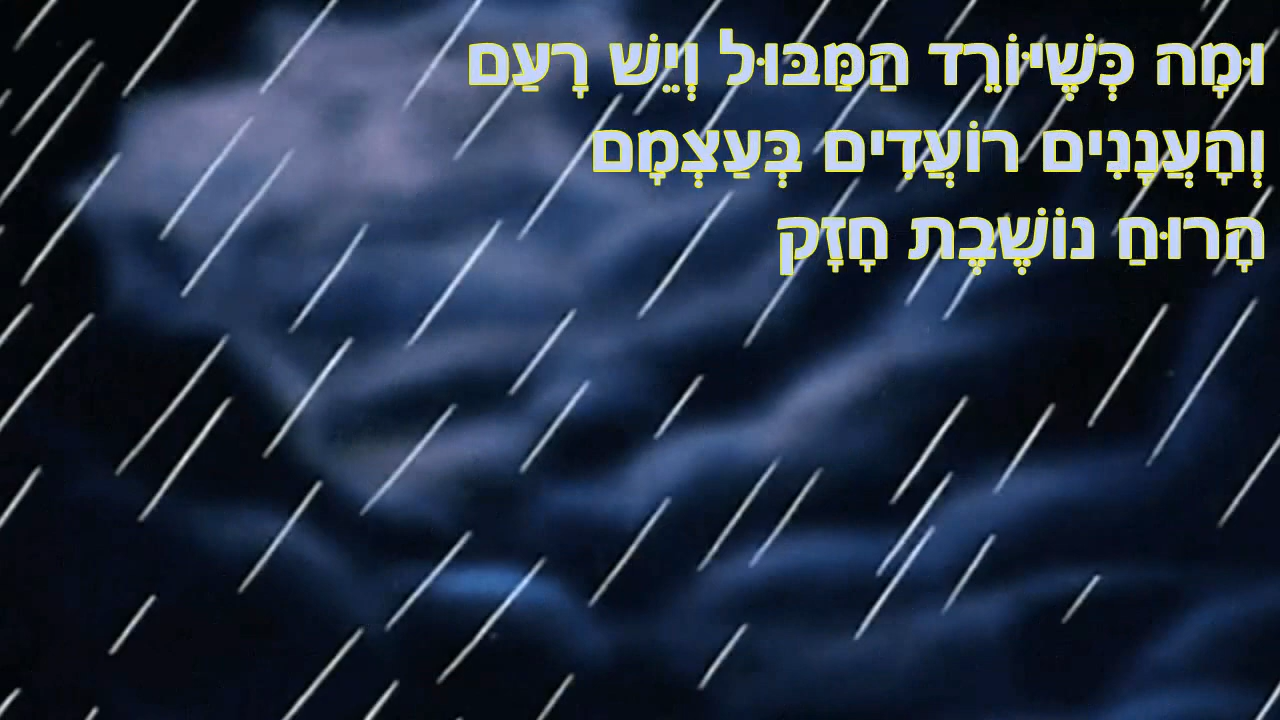 וּמָה כְּשֶׁיּוֹרֵד הַמַּבּוּל וְיֵשׁ רָעַם
וְהָעֲנָנִים רוֹעֲדִים בְּעַצְמָם
הָרוּחַ נוֹשֶׁבֶת חָזָק